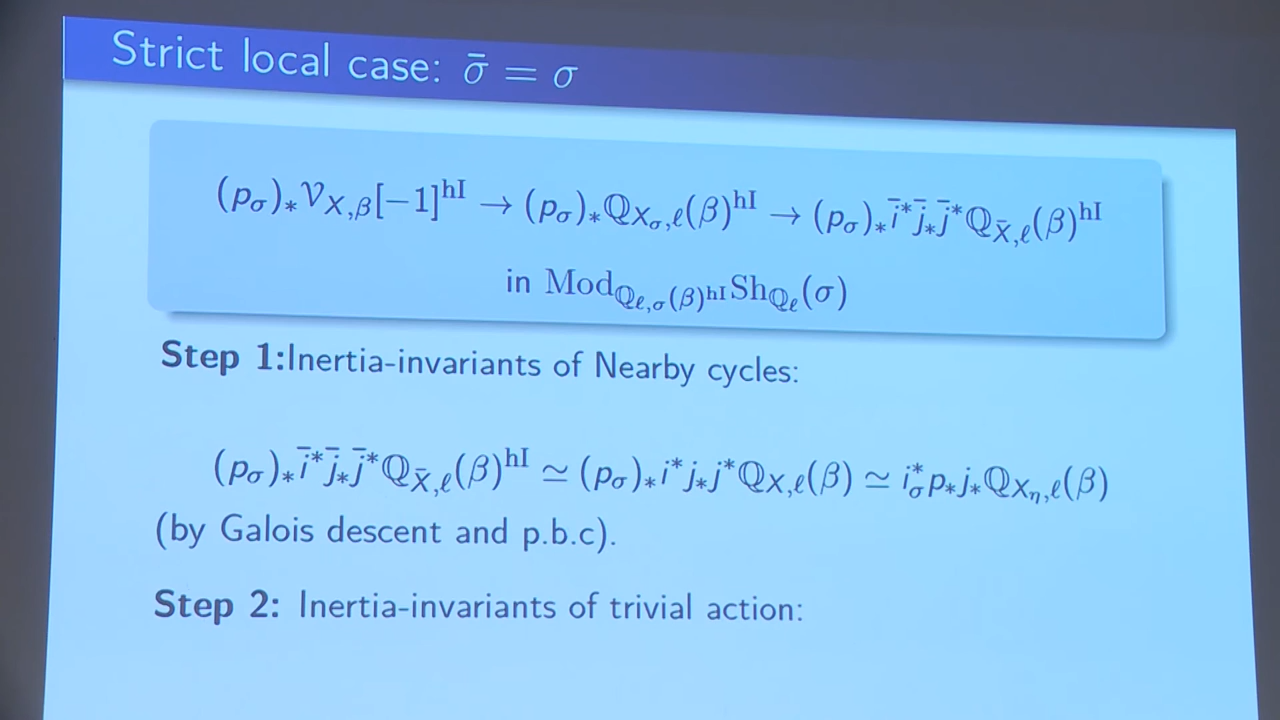 Strict local case: σ̄ = σ
(p_σ)_* 𝒱_{X,β}[−1]^{hI} → (p_σ)_* ℚ_{X_σ,ℓ}(β)^{hI} → (p_σ)_* ī^* j̄_* j̄^* ℚ_{X̄,ℓ}(β)^{hI}
in Mod_{ℚ_{ℓ,σ}(β)^{hI}} Sh_{ℚ_ℓ}(σ)
Step 1:Inertia-invariants of Nearby cycles:
(p_σ)_* ī^* j̄_* j̄^* ℚ_{X̄,ℓ}(β)^{hI} ≃ (p_σ)_* i^* j_* j^* ℚ_{X,ℓ}(β) ≃ i_σ^* p_* j_* ℚ_{X_η,ℓ}(β)
(by Galois descent and p.b.c).
Step 2: Inertia-invariants of trivial action: